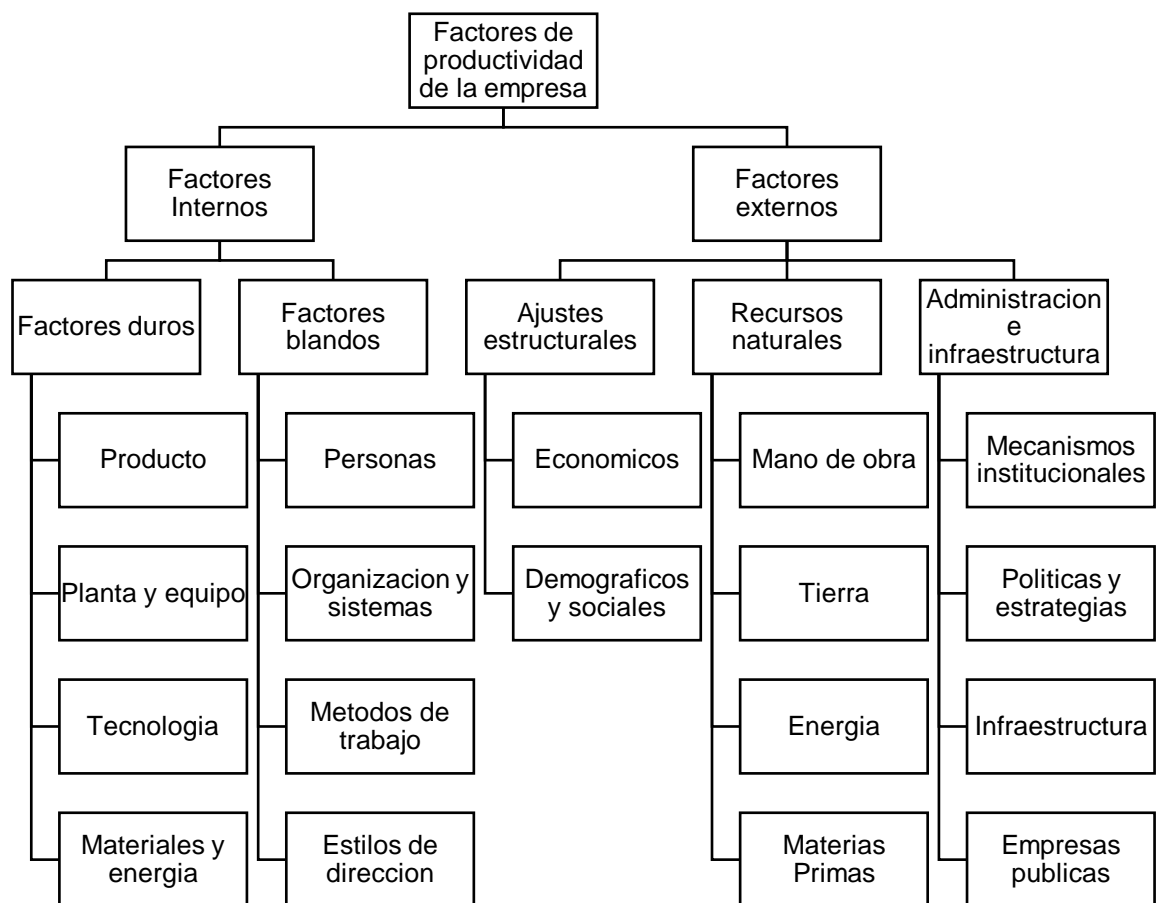 Factores de
productividad
de la empresa
Factores
Internos
Factores
externos
Factores duros
Factores
blandos
Ajustes
estructurales
Recursos
naturales
Administracion
e
infraestructura
Producto
Personas
Economicos
Mano de obra
Mecanismos
institucionales
Planta y equipo
Organizacion y
sistemas
Demograficos
y sociales
Tierra
Politicas y
estrategias
Tecnologia
Metodos de
trabajo
Energia
Infraestructura
Materiales y
energia
Estilos de
direccion
Materias
Primas
Empresas
publicas